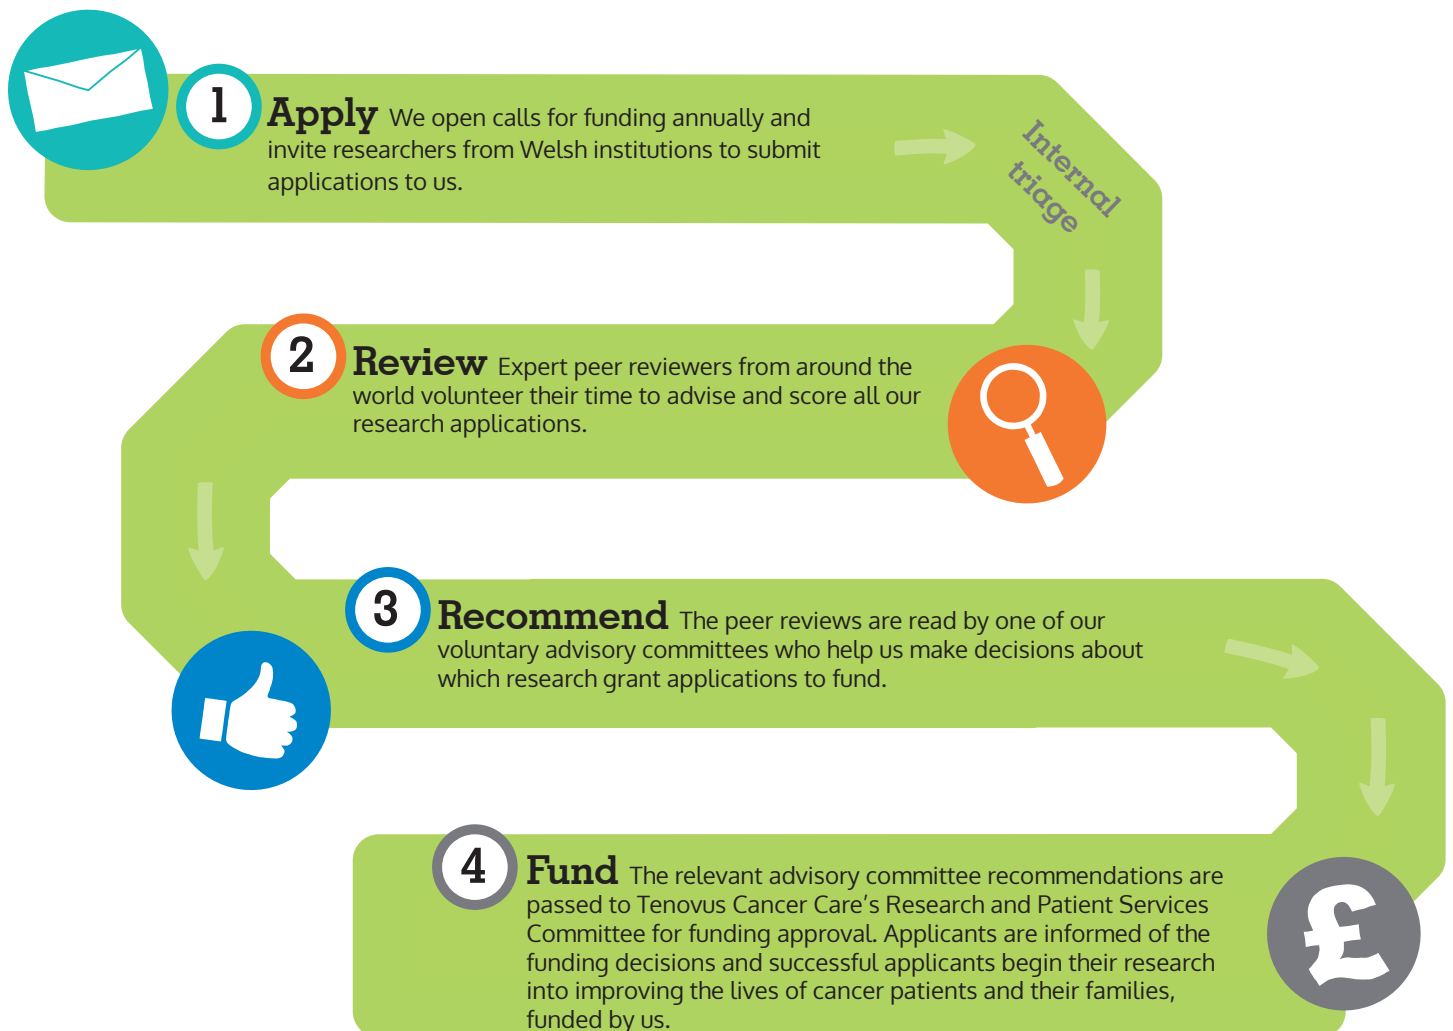 1
Apply We open calls for funding annually and
invite researchers from Welsh institutions to submit
applications to us.
Internal
triage
2
Review Expert peer reviewers from around the
world volunteer their time to advise and score all our
research applications.
3
Recommend The peer reviews are read by one of our
voluntary advisory committees who help us make decisions about
which research grant applications to fund.
4
Fund The relevant advisory committee recommendations are
passed to Tenovus Cancer Care’s Research and Patient Services
Committee for funding approval. Applicants are informed of the
funding decisions and successful applicants begin their research
into improving the lives of cancer patients and their families,
funded by us.
£